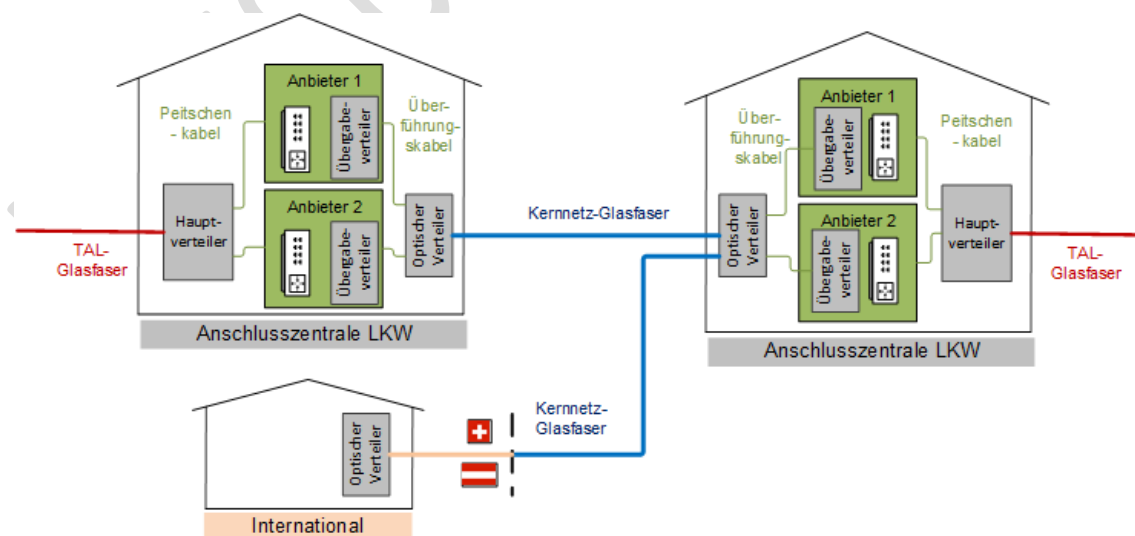 Anbieter 1
Peitschen
- kabel
Übergabe-
verteiler
Über-
führung-
skabel
Haupt-
verteiler
Anbieter 2
Übergabe-
verteiler
Optischer
Verteiler
TAL-
Glasfaser
Anschlusszentrale LKW
Kernnetz-Glasfaser
Anbieter 1
Über-
führung-
skabel
Übergabe-
verteiler
Peitschen
- kabel
Optischer
Verteiler
Anbieter 2
Übergabe-
verteiler
Haupt-
verteiler
TAL-
Glasfaser
Anschlusszentrale LKW
Kernnetz-
Glasfaser
Optischer
Verteiler
International